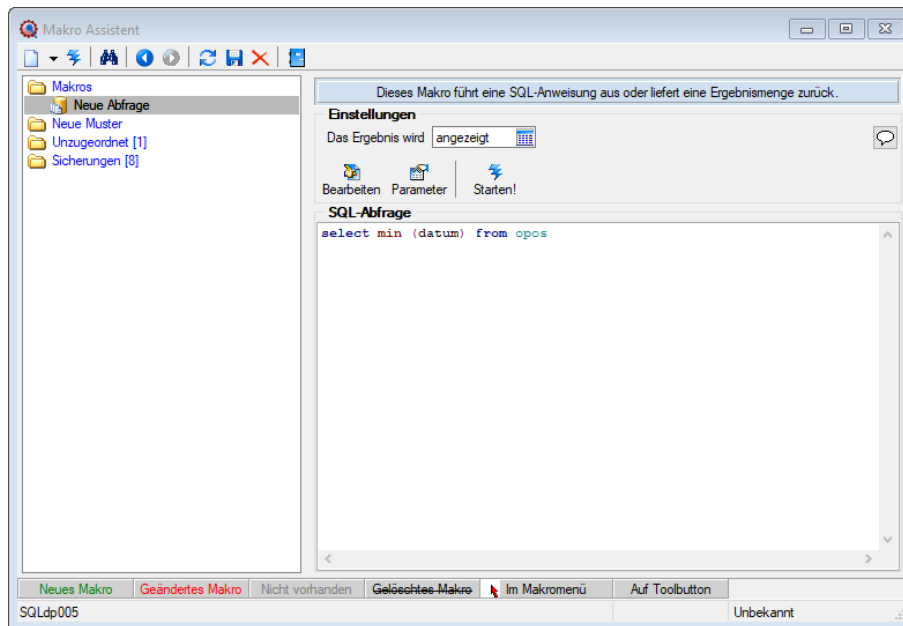 Makro Assistent
Makros
Neue Abfrage
Neue Muster
Unzugeordnet [1]
Sicherungen [8]
Dieses Makro führt eine SQL-Anweisung aus oder liefert eine Ergebnismenge zurück.
Einstellungen
Das Ergebnis wird angezeigt
Bearbeiten Parameter Starten!
SQL-Abfrage
select min (datum) from opos
Neues Makro Geändertes Makro Nicht vorhanden Gelöschtes Makro Im Makromenü Auf Toolbutton
SQLdp005 Unbekannt